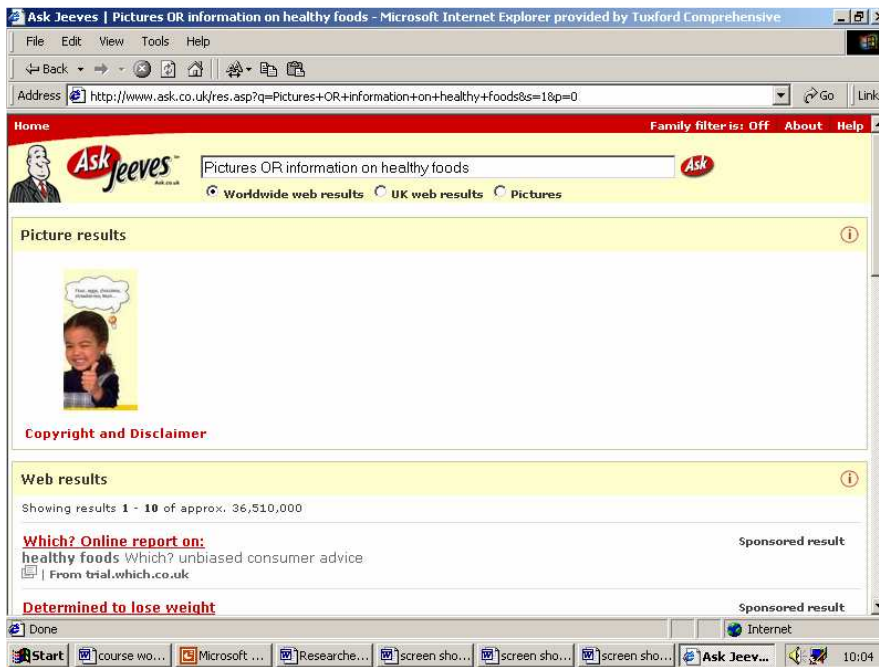 Ask Jeeves | Pictures OR information on healthy foods - Microsoft Internet Explorer provided by Tuxford Comprehensive
File Edit View Tools Help
Back
Address http://www.ask.co.uk/res.asp?q=Pictures+OR+information+on+healthy+foods&s=1&p=0 Go Link
Home Family filter is: Off About Help
Ask Jeeves Pictures OR information on healthy foods Ask
Ask.co.uk
Worldwide web results UK web results Pictures
Picture results
Copyright and Disclaimer
Web results
Showing results 1 - 10 of approx. 36,510,000
Which? Online report on: Sponsored result
healthy foods Which? unbiased consumer advice
| From trial.which.co.uk
Determined to lose weight Sponsored result
Done Internet
Start course wo... Microsoft ... Researche... screen sho... screen sho... screen sho... Ask Jeev... 10:04